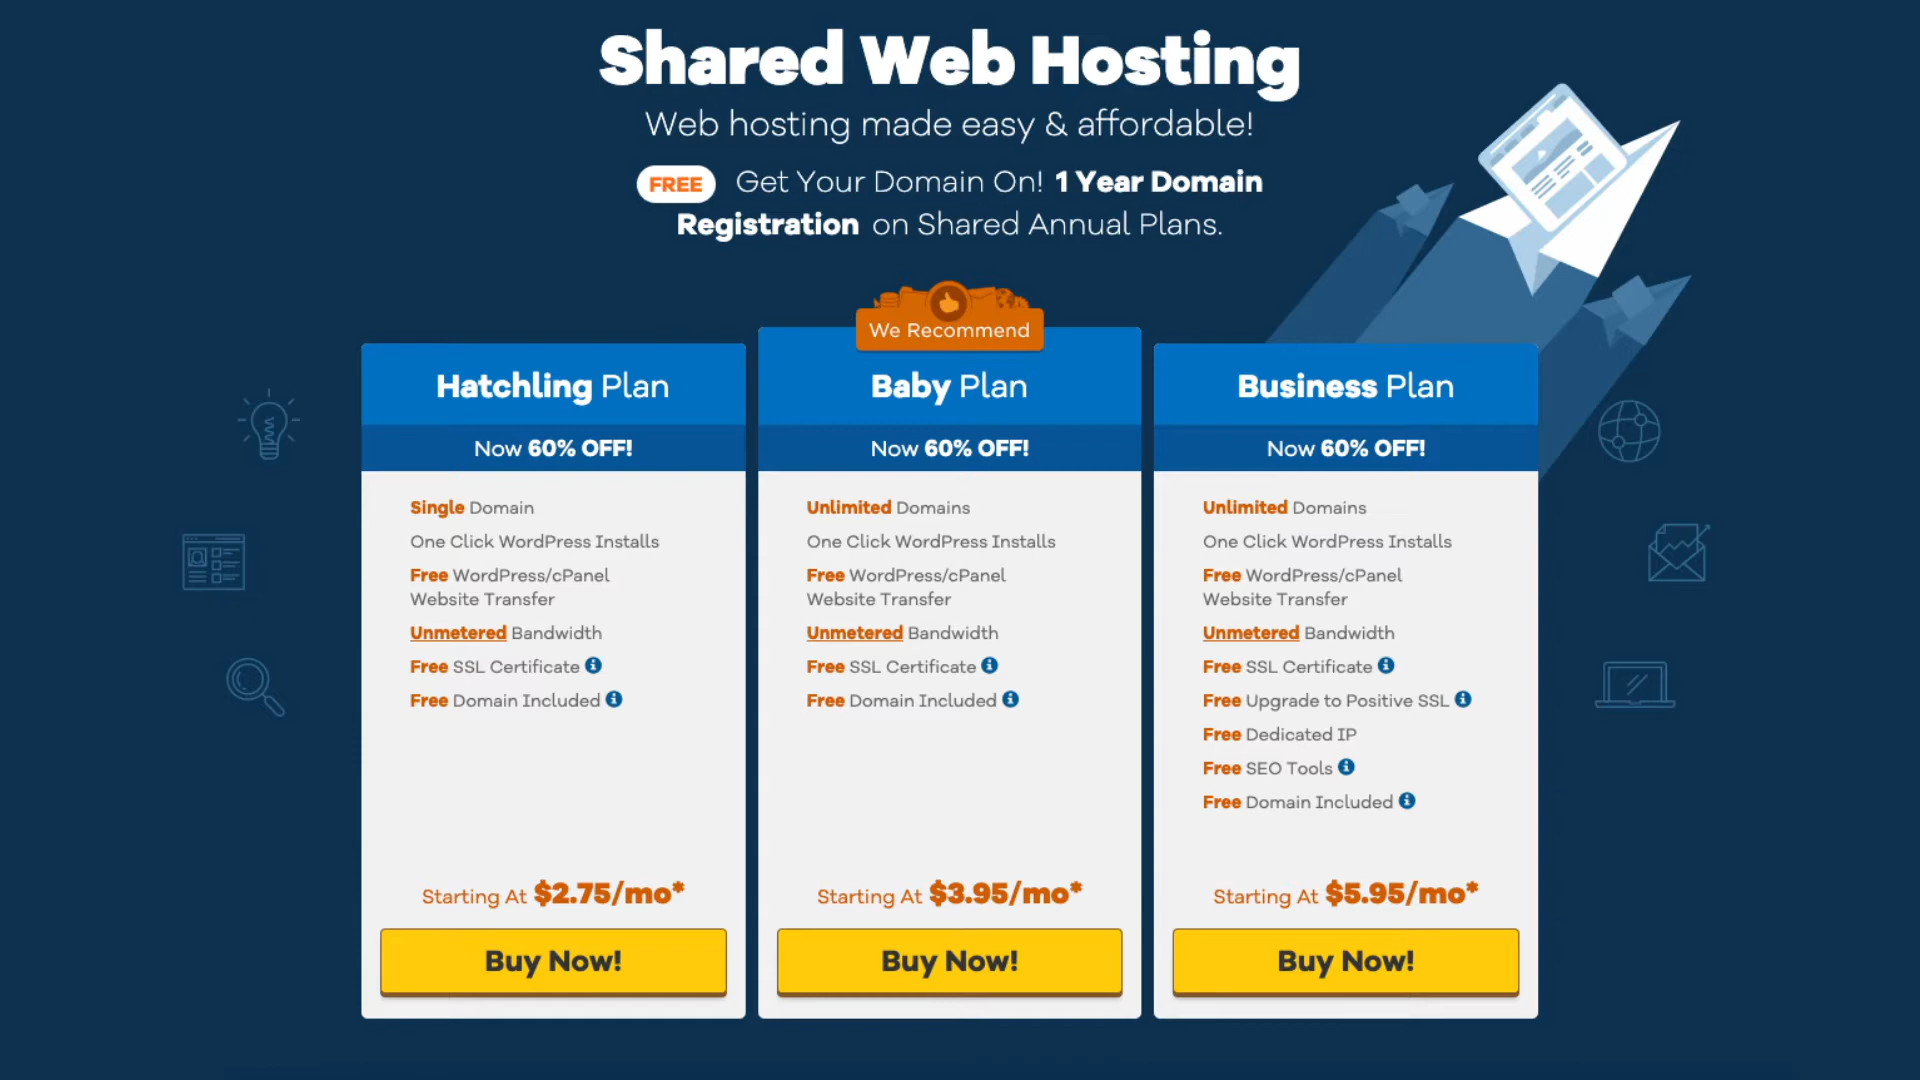 Shared Web Hosting
Web hosting made easy & affordable!
FREE Get Your Domain On! 1 Year Domain
Registration on Shared Annual Plans.
Hatchling Plan
Now 60% OFF!
Single Domain
One Click WordPress Installs
Free WordPress/cPanel
Website Transfer
Unmetered Bandwidth
Free SSL Certificate
Free Domain Included
Starting At $2.75/mo*
Buy Now!
We Recommend
Baby Plan
Now 60% OFF!
Unlimited Domains
One Click WordPress Installs
Free WordPress/cPanel
Website Transfer
Unmetered Bandwidth
Free SSL Certificate
Free Domain Included
Starting At $3.95/mo*
Buy Now!
Business Plan
Now 60% OFF!
Unlimited Domains
One Click WordPress Installs
Free WordPress/cPanel
Website Transfer
Unmetered Bandwidth
Free SSL Certificate
Free Upgrade to Positive SSL
Free Dedicated IP
Free SEO Tools
Free Domain Included
Starting At $5.95/mo*
Buy Now!